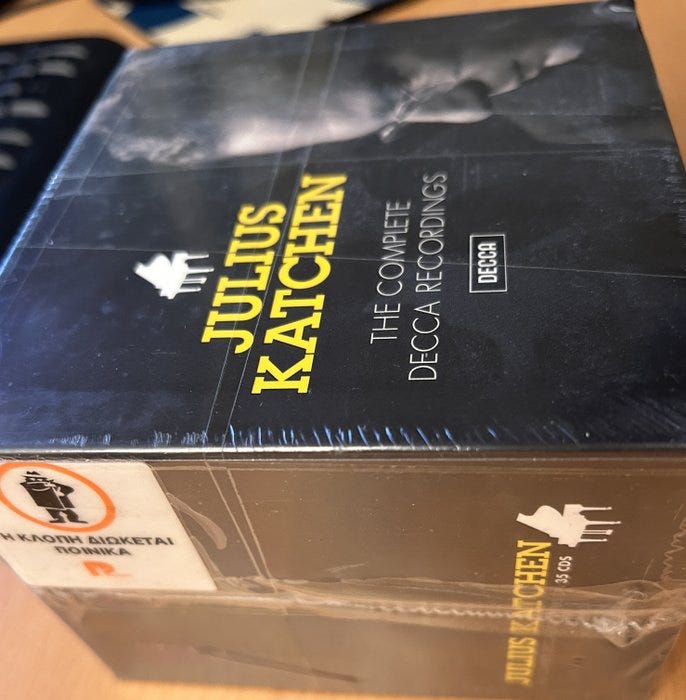 JULIUS
KATCHEN
THE COMPLETE
DECCA RECORDINGS
DECCA
Η ΚΛΟΠΗ ΔΙΩΚΕΤΑΙ
ΠΟΙΝΙΚΑ
JULIUS KATCHEN
35 CDS